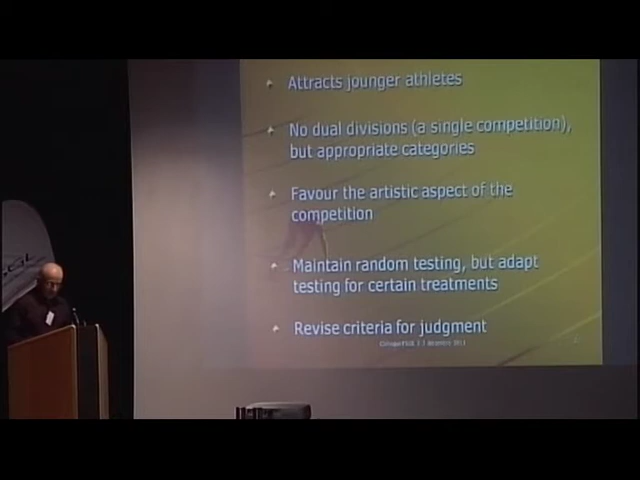 Attracts jounger athletes
No dual divisions (a single competition),
but appropriate categories
Favour the artistic aspect of the
competition
Maintain random testing, but adapt
testing for certain treatments
Revise criteria for judgment